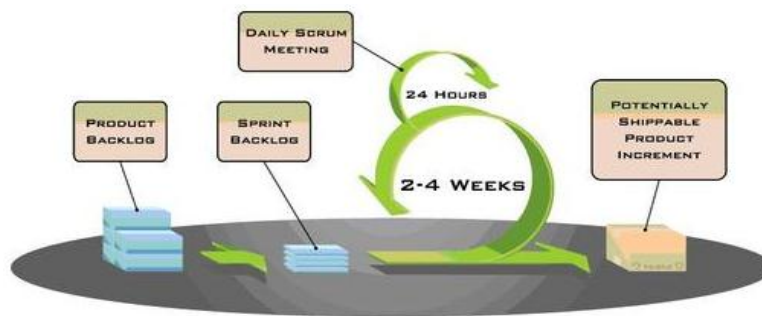 DAILY SCRUM
MEETING
24 HOURS
PRODUCT
BACKLOG
SPRINT
BACKLOG
2-4 WEEKS
POTENTIALLY
SHIPPABLE
PRODUCT
INCREMENT